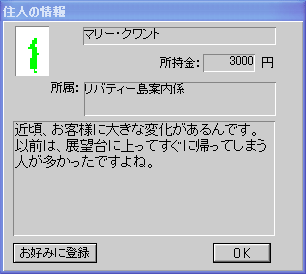 住人の情報
マリー・クワント
所持金: 3000 円
所属: リバティー島案内係
近頃、お客様に大きな変化があるんです。
以前は、展望台に上ってすぐに帰ってしまう
人が多かったですよね。
お好みに登録 OK